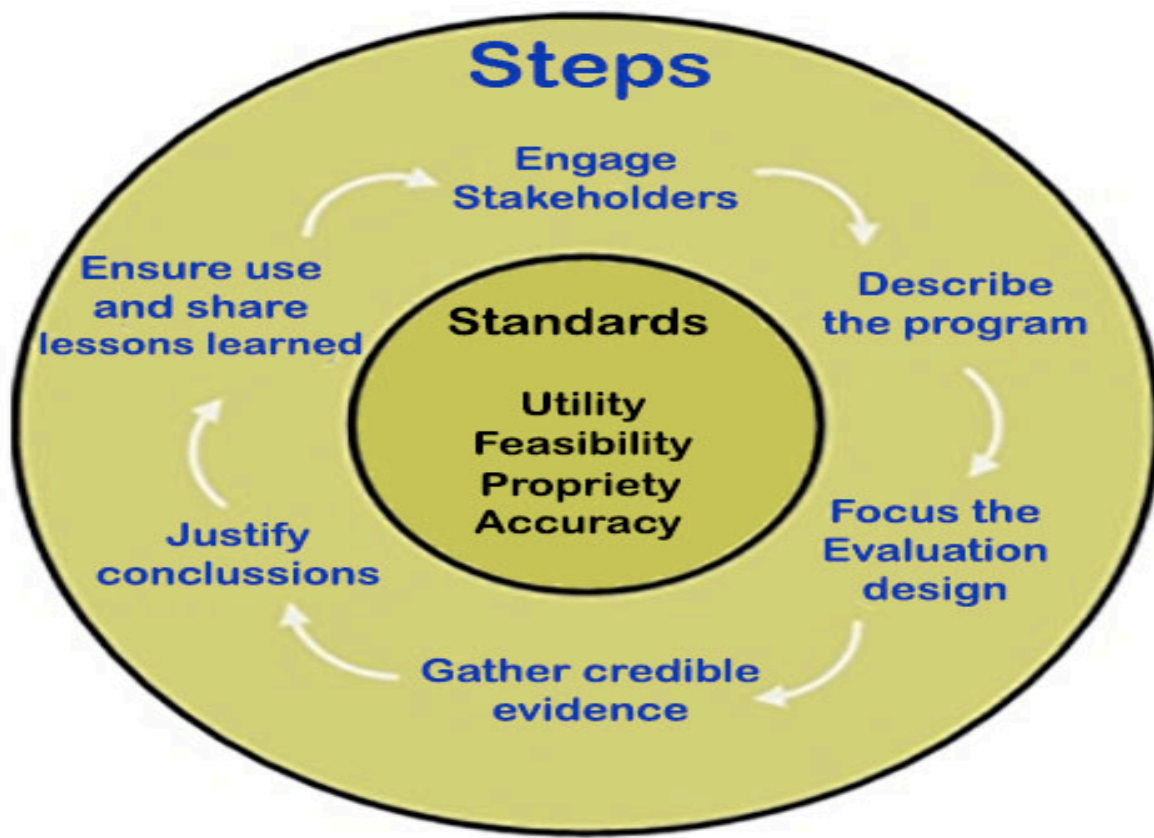 Steps
Engage
Stakeholders
Describe
the program
Focus the
Evaluation
design
Gather credible
evidence
Justify
conclussions
Ensure use
and share
lessons learned
Standards
Utility
Feasibility
Propriety
Accuracy